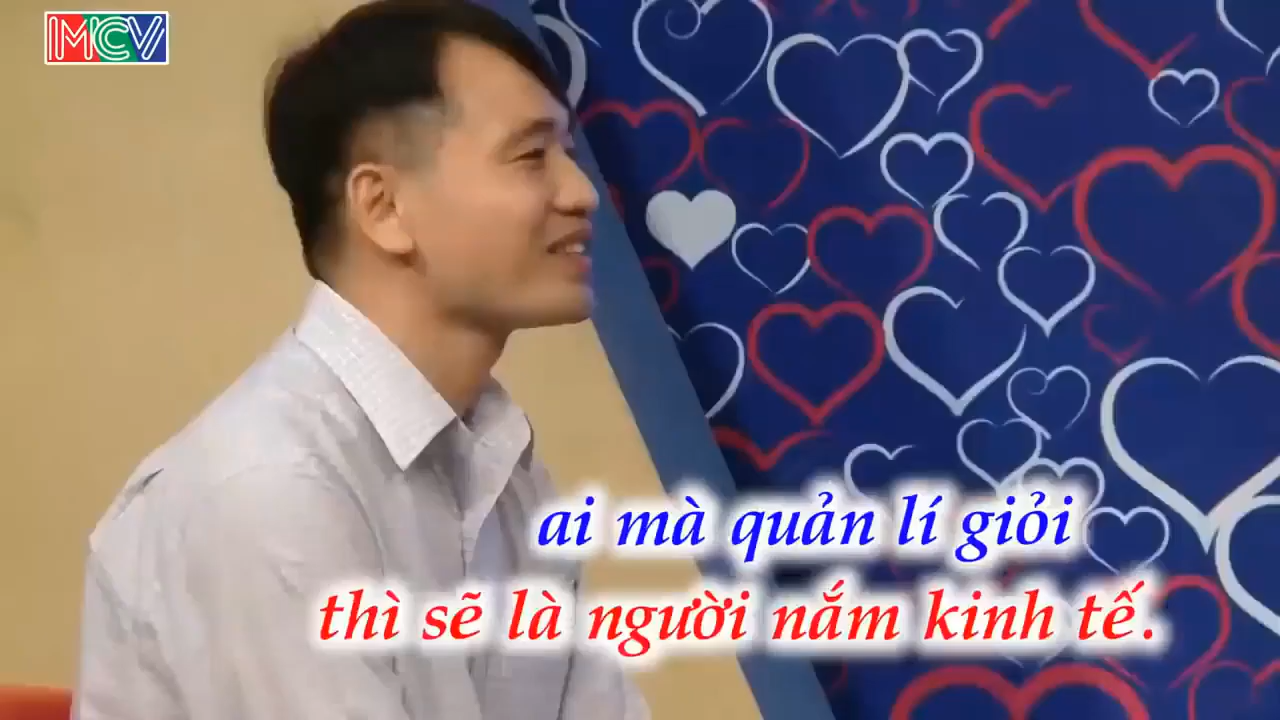 MCV
ai mà quản lí giỏi
thì sẽ là người nắm kinh tế.